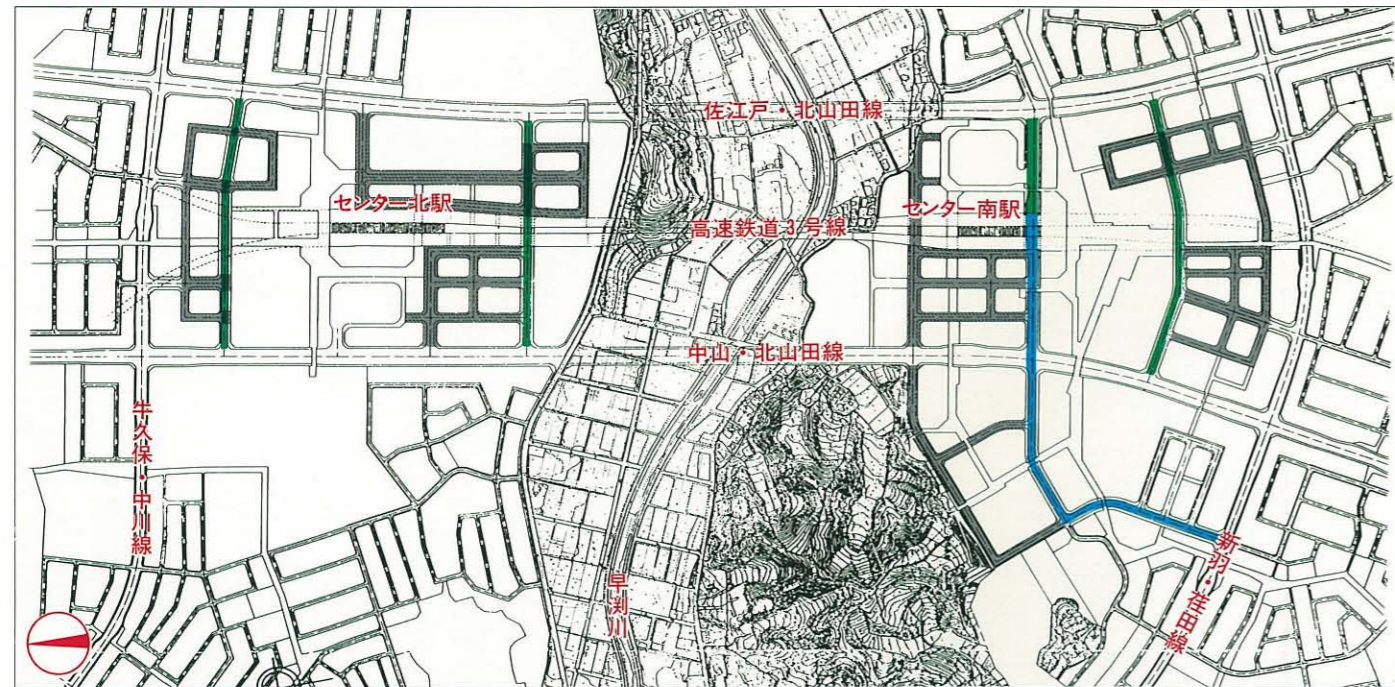 佐江戸・北山田線
センター北駅
センター南駅
高速鉄道3号線
中山・北山田線
牛久保・中川線
早渕川
新羽・荏田線